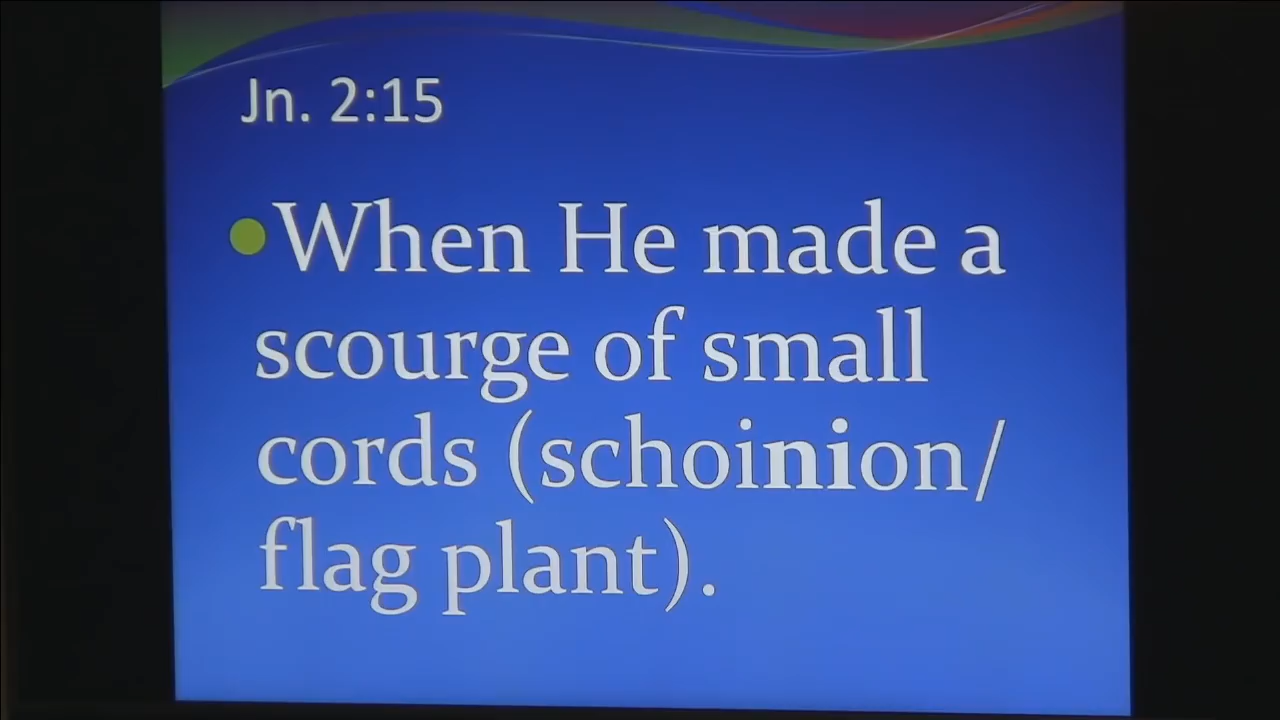 Jn. 2:15
•When He made a
scourge of small
cords (schoinion/
flag plant).